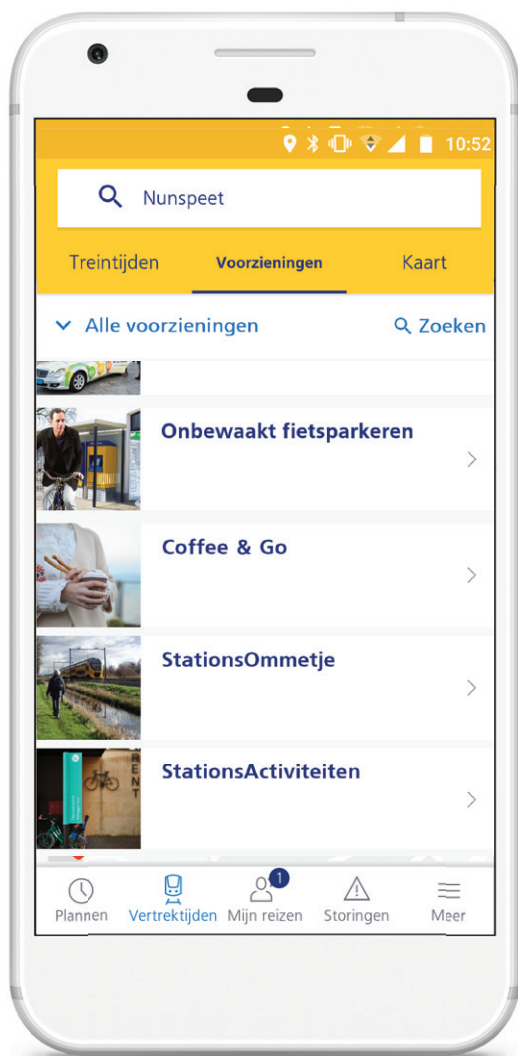 10:52
Nunspeet
Treintijden Voorzieningen Kaart
Alle voorzieningen Zoeken
Onbewaakt fietsparkeren
Coffee & Go
StationsOmmetje
StationsActiviteiten
RENT
1
Plannen Vertrektijden Mijn reizen Storingen Meer